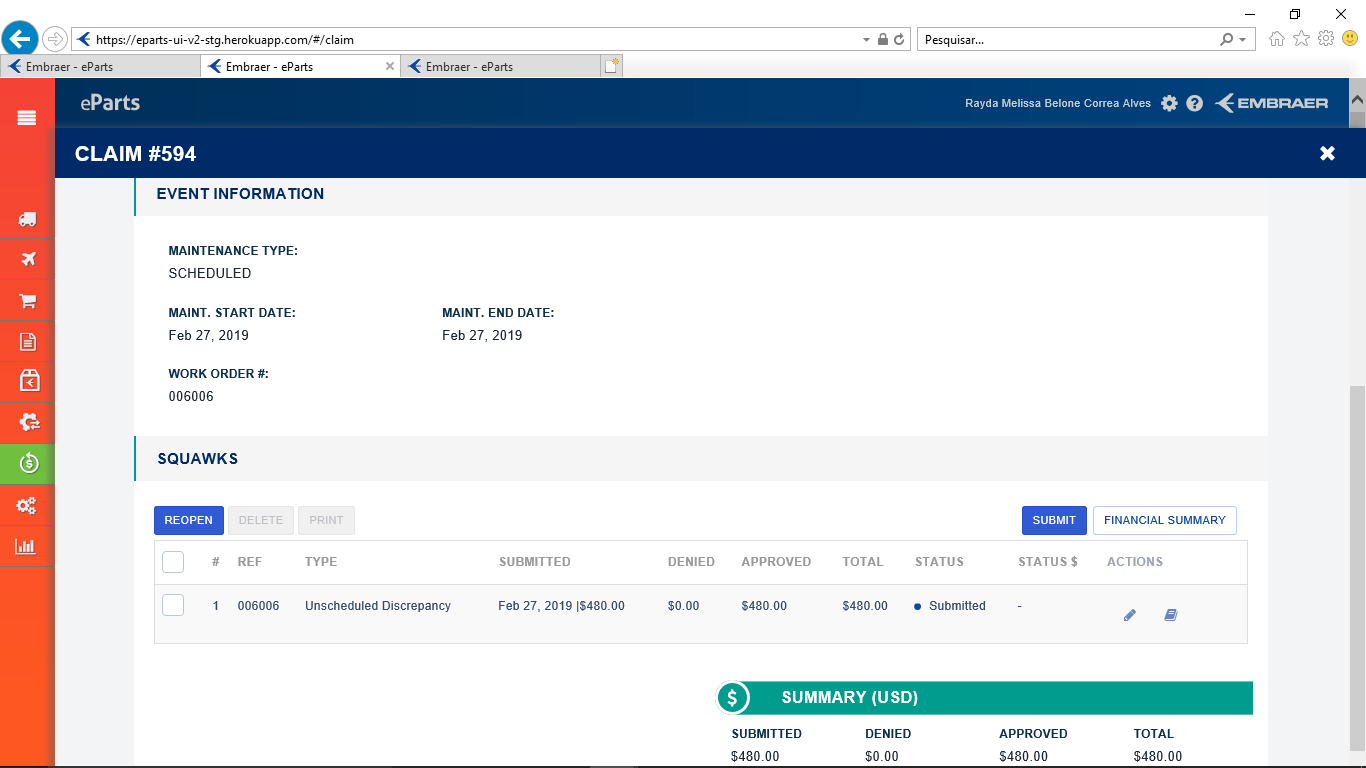 https://eparts-ui-v2-stg.herokuapp.com/#/claim
Pesquisar...
Embraer - eParts
Embraer - eParts
Embraer - eParts
eParts
Rayda Melissa Belone Correa Alves
EMBRAER
CLAIM #594
EVENT INFORMATION
MAINTENANCE TYPE:
SCHEDULED
MAINT. START DATE: MAINT. END DATE:
Feb 27, 2019 Feb 27, 2019
WORK ORDER #:
006006
SQUAWKS
REOPEN DELETE PRINT SUBMIT FINANCIAL SUMMARY
# REF TYPE SUBMITTED DENIED APPROVED TOTAL STATUS STATUS $ ACTIONS
1 006006 Unscheduled Discrepancy Feb 27, 2019 |$480.00 $0.00 $480.00 $480.00 Submitted -
$ SUMMARY (USD)
SUBMITTED DENIED APPROVED TOTAL
$480.00 $0.00 $480.00 $480.00